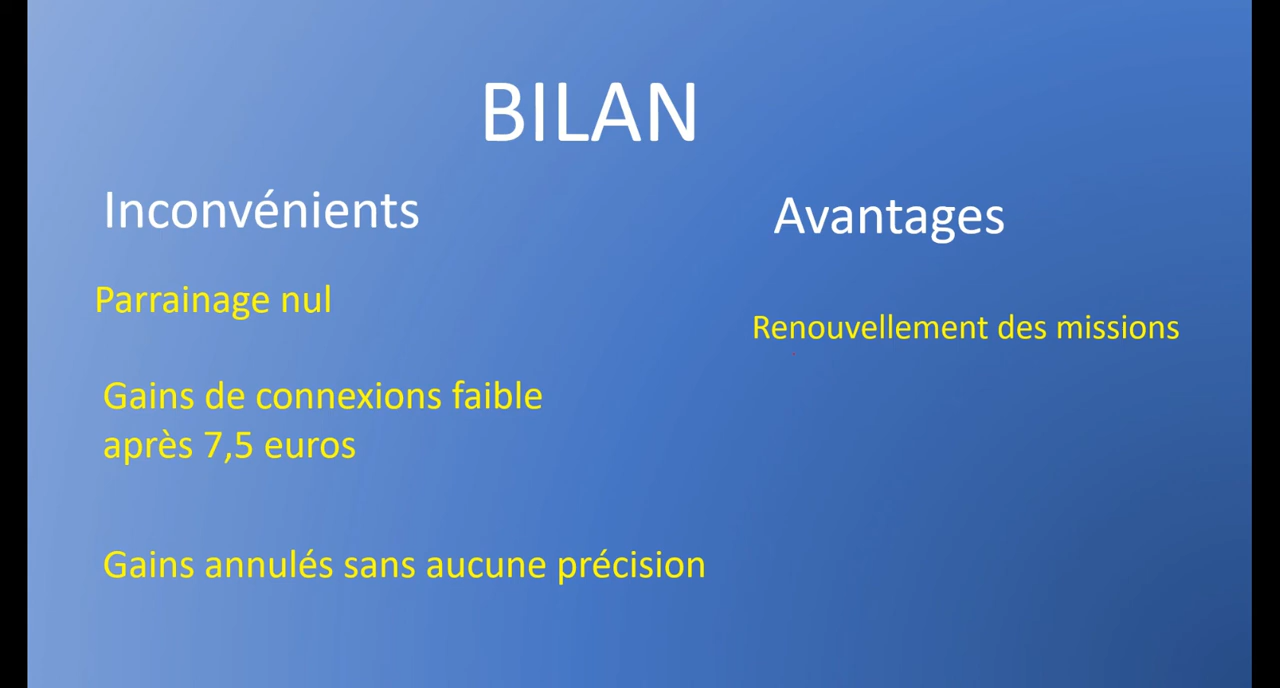 BILAN
Inconvénients
Avantages
Parrainage nul
Renouvellement des missions
Gains de connexions faible
après 7,5 euros
Gains annulés sans aucune précision